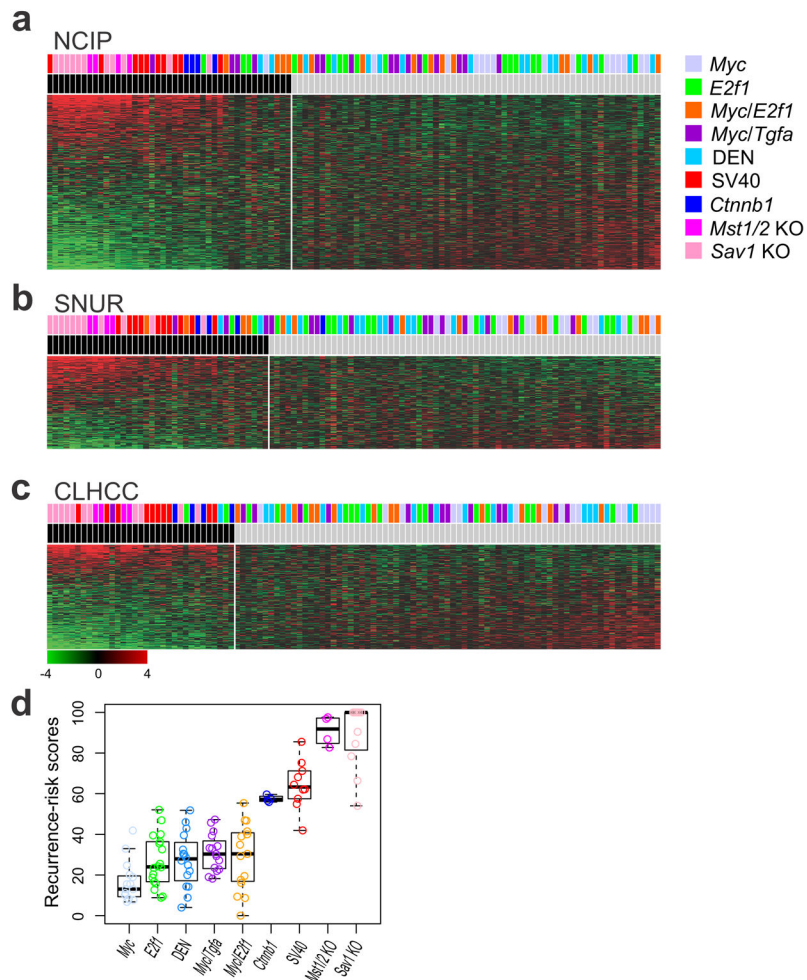 a
NCIP
Myc
E2f1
Myc/E2f1
Myc/Tgfa
DEN
SV40
Ctnnb1
Mst1/2 KO
Sav1 KO
b
SNUR
c
CLHCC
-4 0 4
d
Recurrence-risk scores
100
80
60
40
20
0
Myc
E2f1
DEN
Myc/Tgfa
Myc/E2f1
Ctnnb1
SV40
Mst1/2 KO
Sav1 KO